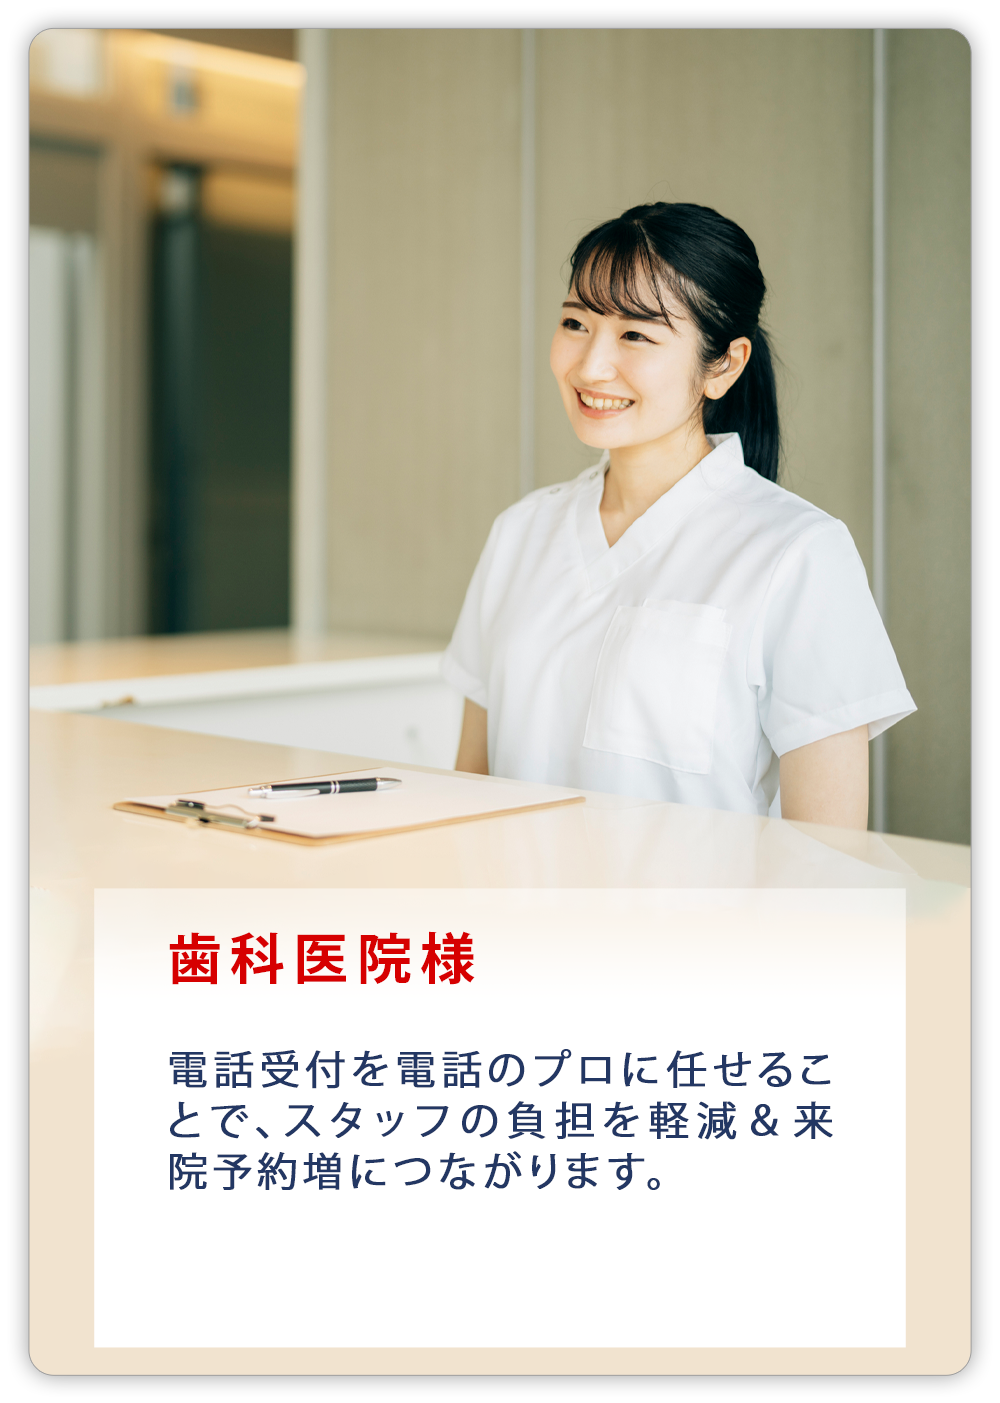 歯科医院様
電話受付を電話のプロに任せるこ
とで、スタッフの負担を軽減＆来
院予約増につながります。